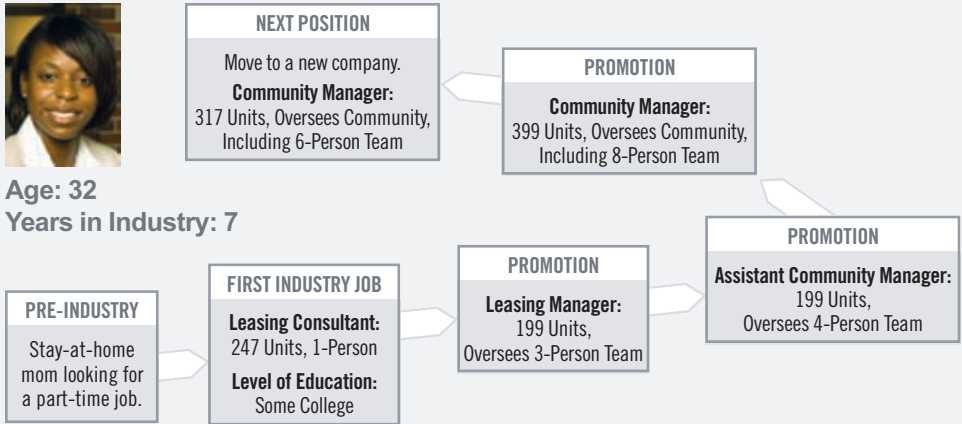 Age: 32
Years in Industry: 7
PRE-INDUSTRY
Stay-at-home
mom looking for
a part-time job.
FIRST INDUSTRY JOB
Leasing Consultant:
247 Units, 1-Person
Level of Education:
Some College
PROMOTION
Leasing Manager:
199 Units,
Oversees 3-Person Team
PROMOTION
Assistant Community Manager:
199 Units,
Oversees 4-Person Team
PROMOTION
Community Manager:
399 Units, Oversees Community,
Including 8-Person Team
NEXT POSITION
Move to a new company.
Community Manager:
317 Units, Oversees Community,
Including 6-Person Team